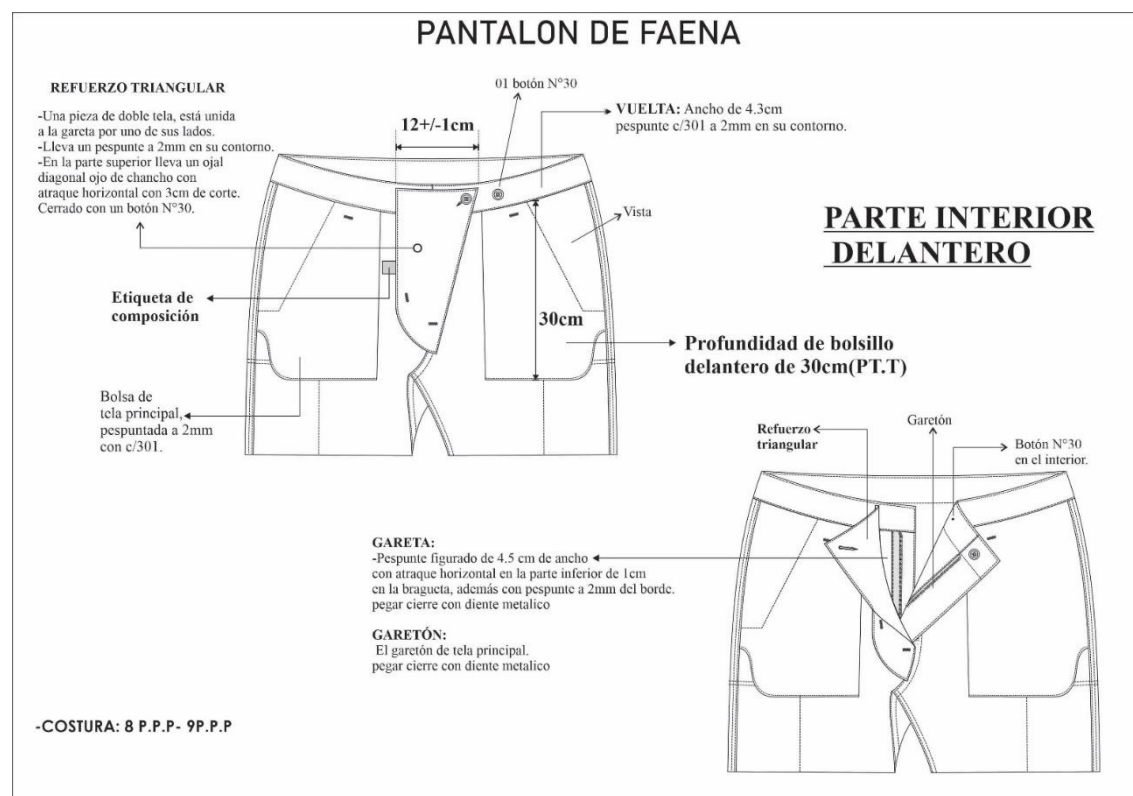 PANTALON DE FAENA
REFUERZO TRIANGULAR
-Una pieza de doble tela, está unida
a la gareta por uno de sus lados.
-Lleva un pespunte a 2mm en su contorno.
-En la parte superior lleva un ojal
diagonal ojo de chancho con
atraque horizontal con 3cm de corte.
Cerrado con un botón N°30.
01 botón N°30
12+/-1cm
VUELTA: Ancho de 4.3cm
pespunte c/301 a 2mm en su contorno.
Vista
PARTE INTERIOR
DELANTERO
Etiqueta de
composición
30cm
Profundidad de bolsillo
delantero de 30cm(PT.T)
Bolsa de
tela principal,
pespuntada a 2mm
con c/301.
Refuerzo
triangular
Garetón
Botón N°30
en el interior.
GARETA:
-Pespunte figurado de 4.5 cm de ancho
con atraque horizontal en la parte inferior de 1cm
en la bragueta, además con pespunte a 2mm del borde.
pegar cierre con diente metalico
GARETÓN:
El garetón de tela principal.
pegar cierre con diente metalico
-COSTURA: 8 P.P.P- 9P.P.P